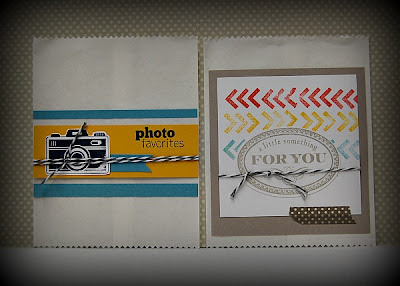 photo
favorites
a little something
FOR YOU